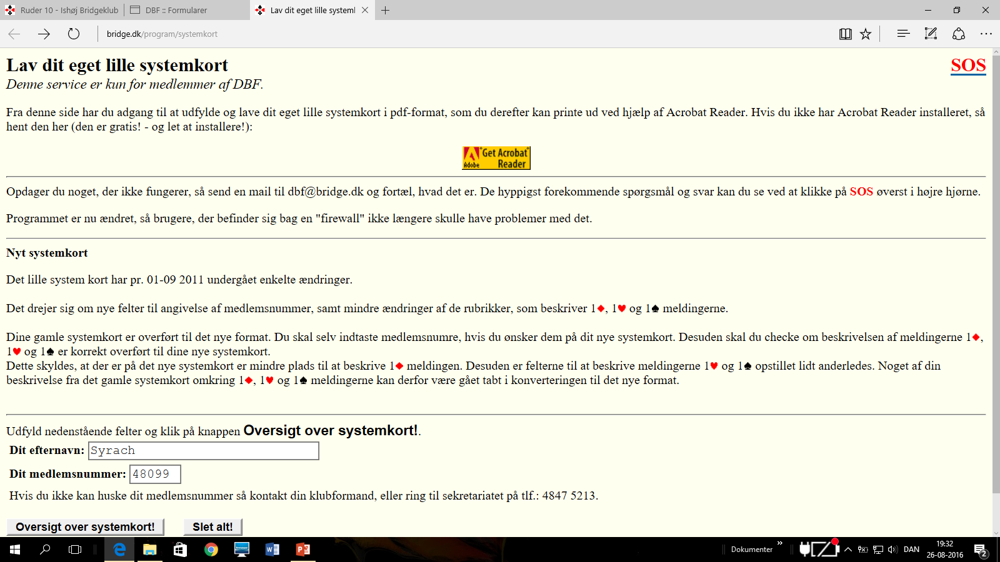 Ruder 10 - Ishøj Bridgeklub
DBF :: Formularer
Lav dit eget lille systeml
bridge.dk/program/systemkort
Lav dit eget lille systemkort
SOS
Denne service er kun for medlemmer af DBF.
Fra denne side har du adgang til at udfylde og lave dit eget lille systemkort i pdf-format, som du derefter kan printe ud ved hjælp af Acrobat Reader. Hvis du ikke har Acrobat Reader installeret, så
hent den her (den er gratis! - og let at installere!):
Get Acrobat
Adobe Reader
Opdager du noget, der ikke fungerer, så send en mail til dbf@bridge.dk og fortæl, hvad det er. De hyppigst forekommende spørgsmål og svar kan du se ved at klikke på SOS øverst i højre hjørne.
Programmet er nu ændret, så brugere, der befinder sig bag en "firewall" ikke længere skulle have problemer med det.
Nyt systemkort
Det lille system kort har pr. 01-09 2011 undergået enkelte ændringer.
Det drejer sig om nye felter til angivelse af medlemsnummer, samt mindre ændringer af de rubrikker, som beskriver 1♦, 1♥ og 1♠ meldingerne.
Dine gamle systemkort er overført til det nye format. Du skal selv indtaste medlemsnumre, hvis du ønsker dem på dit nye systemkort. Desuden skal du checke om beskrivelsen af meldingerne 1♦,
1♥ og 1♠ er korrekt overført til dine nye systemkort.
Dette skyldes, at der er på det nye systemkort er mindre plads til at beskrive 1♦ meldingen. Desuden er felterne til at beskrive meldingerne 1♥ og 1♠ opstillet lidt anderledes. Noget af din
beskrivelse fra det gamle systemkort omkring 1♦, 1♥ og 1♠ meldingerne kan derfor være gået tabt i konverteringen til det nye format.
Udfyld nedenstående felter og klik på knappen Oversigt over systemkort!.
Dit efternavn: Syrach
Dit medlemsnummer: 48099
Hvis du ikke kan huske dit medlemsnummer så kontakt din klubformand, eller ring til sekretariatet på tlf.: 4847 5213.
Oversigt over systemkort! Slet alt!
Dokumenter
DAN
19:32
26-08-2016
2